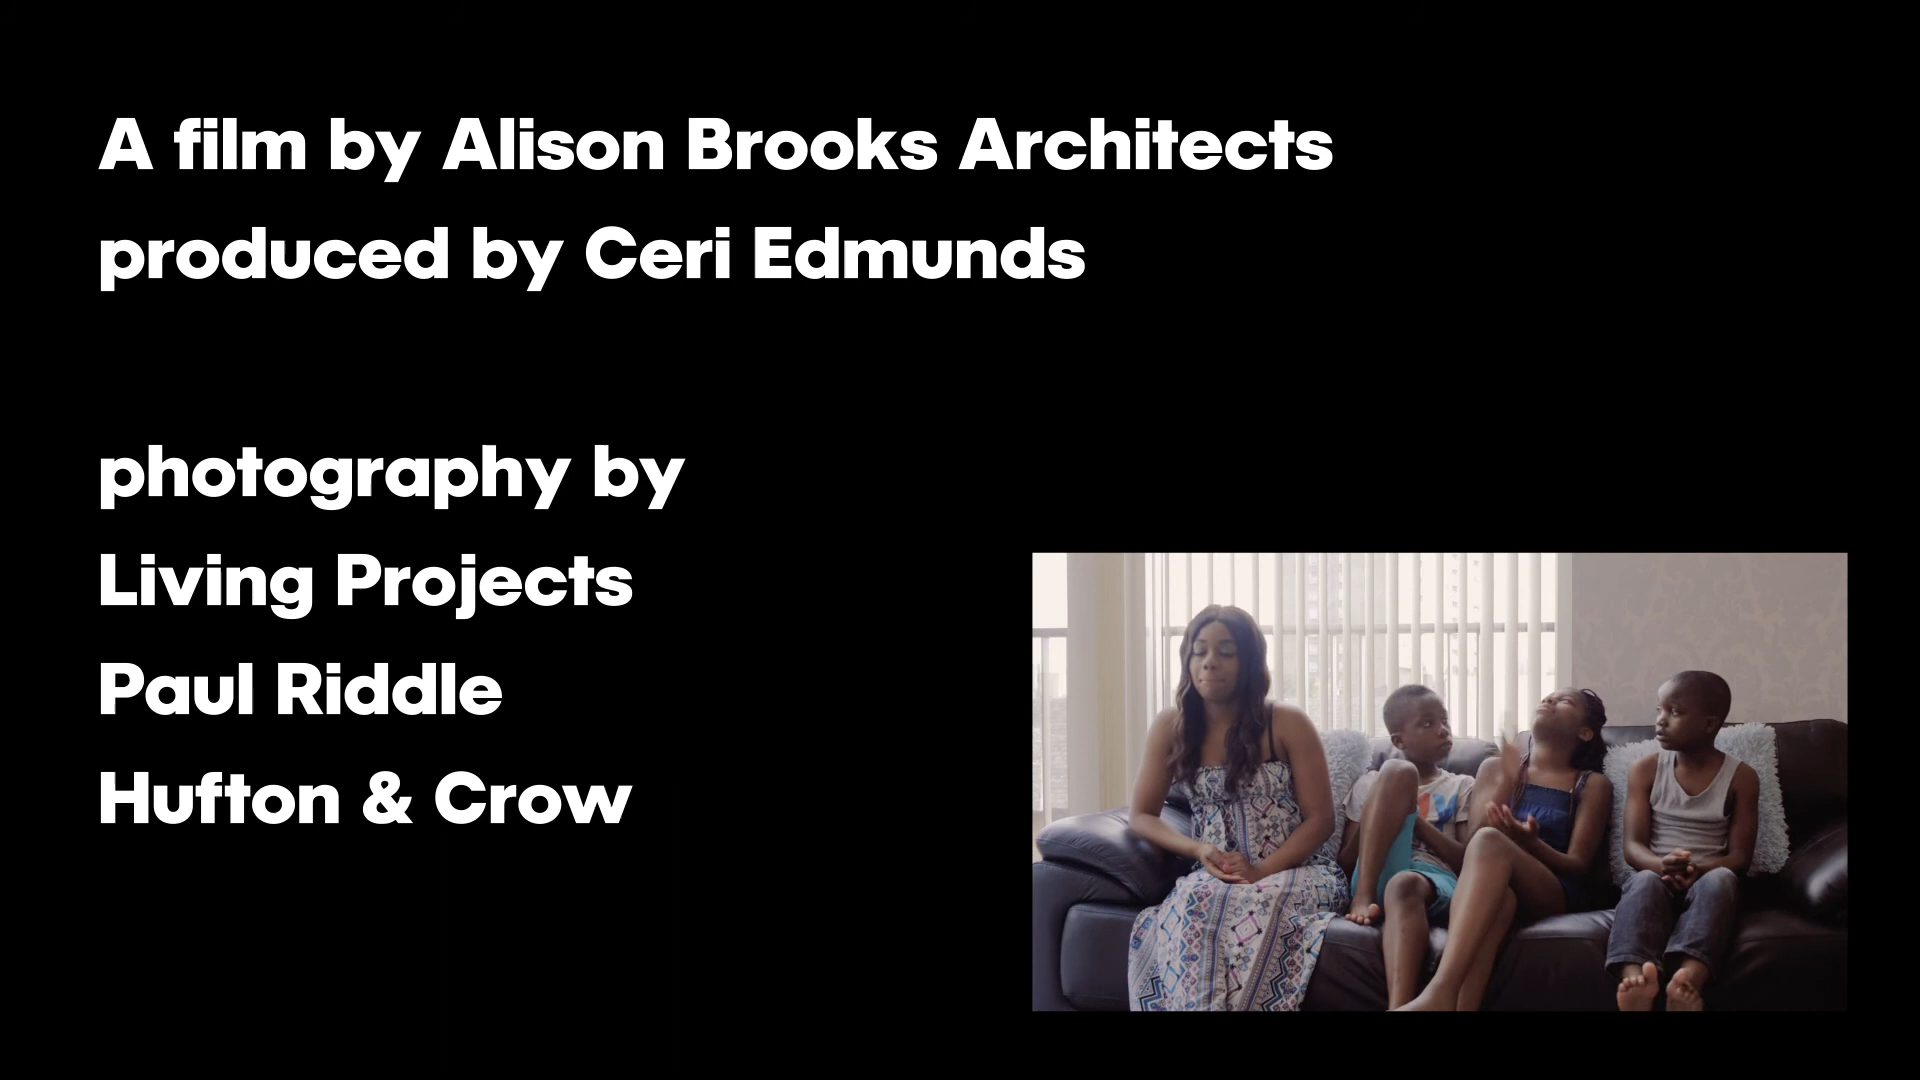 A film by Alison Brooks Architects
produced by Ceri Edmunds
photography by
Living Projects
Paul Riddle
Hufton & Crow